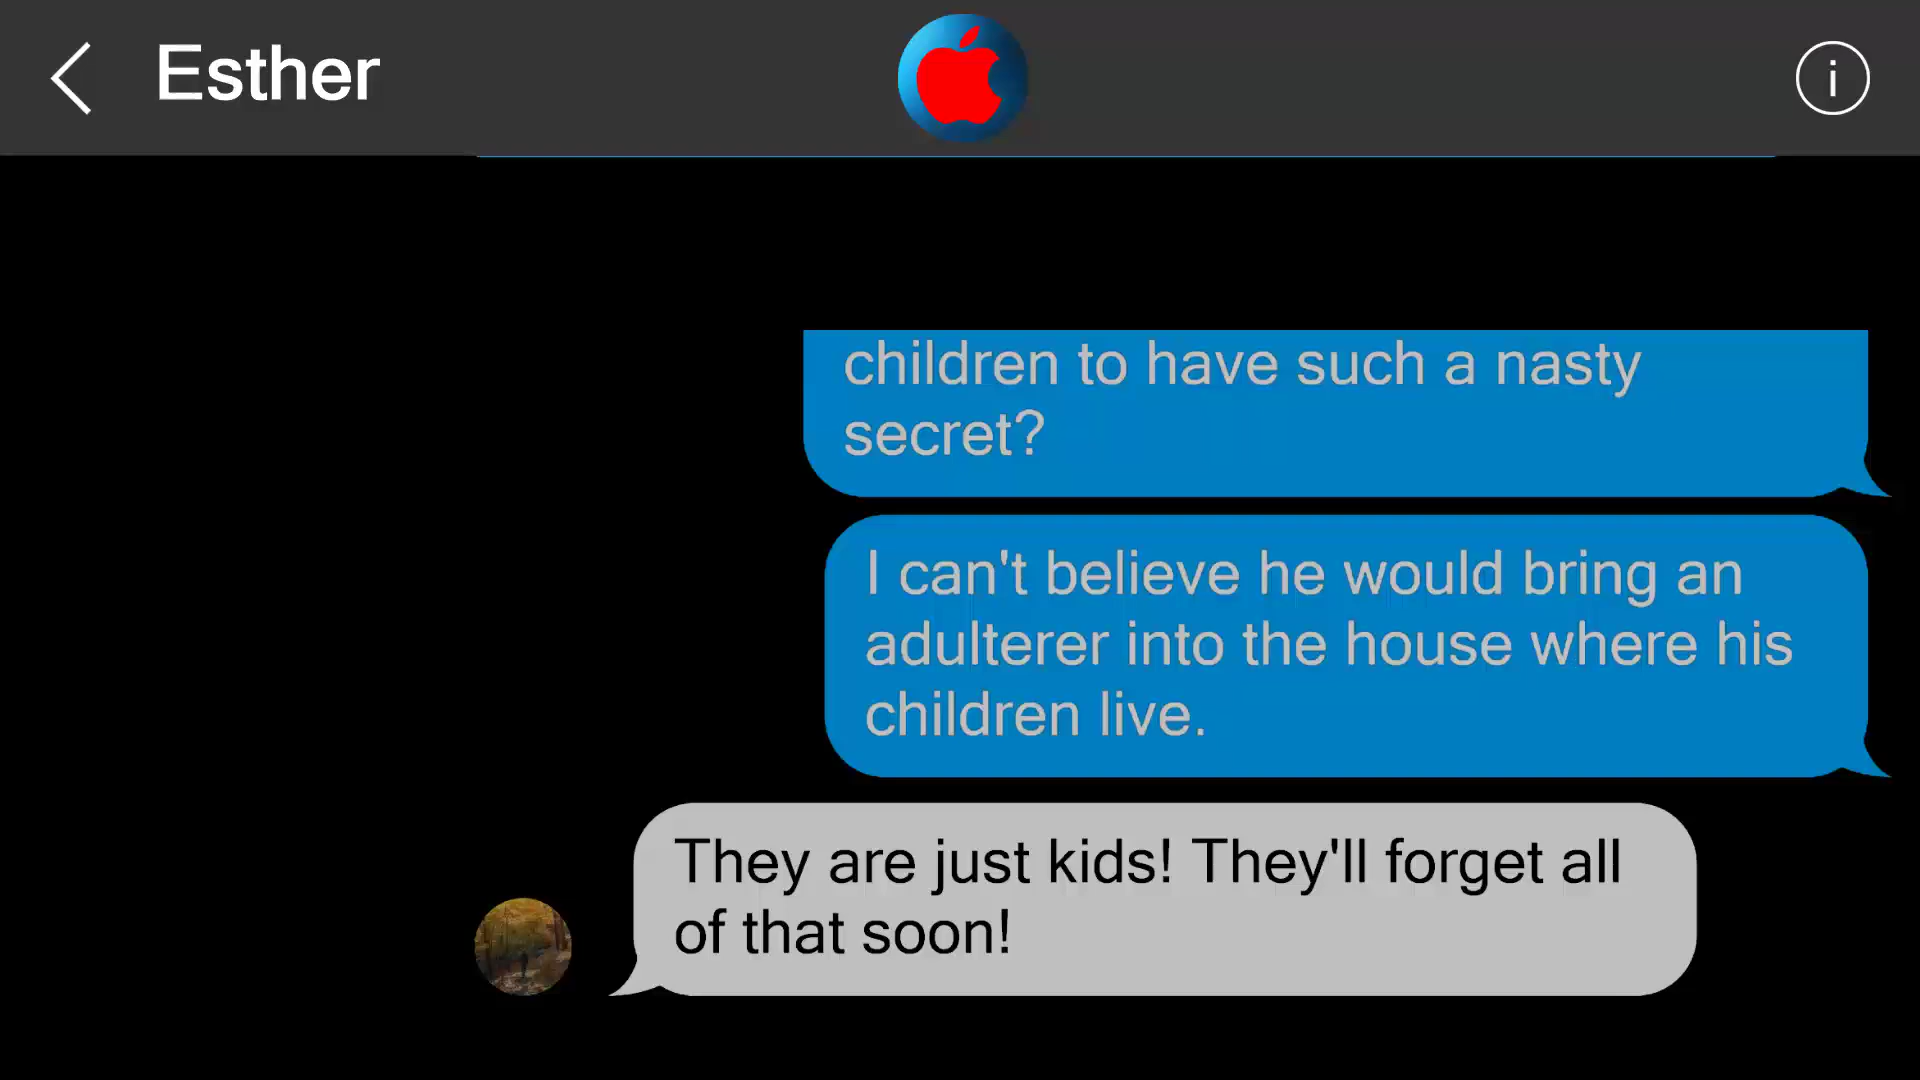 Esther
i
children to have such a nasty
secret?
I can't believe he would bring an
adulterer into the house where his
children live.
They are just kids! They'll forget all
of that soon!